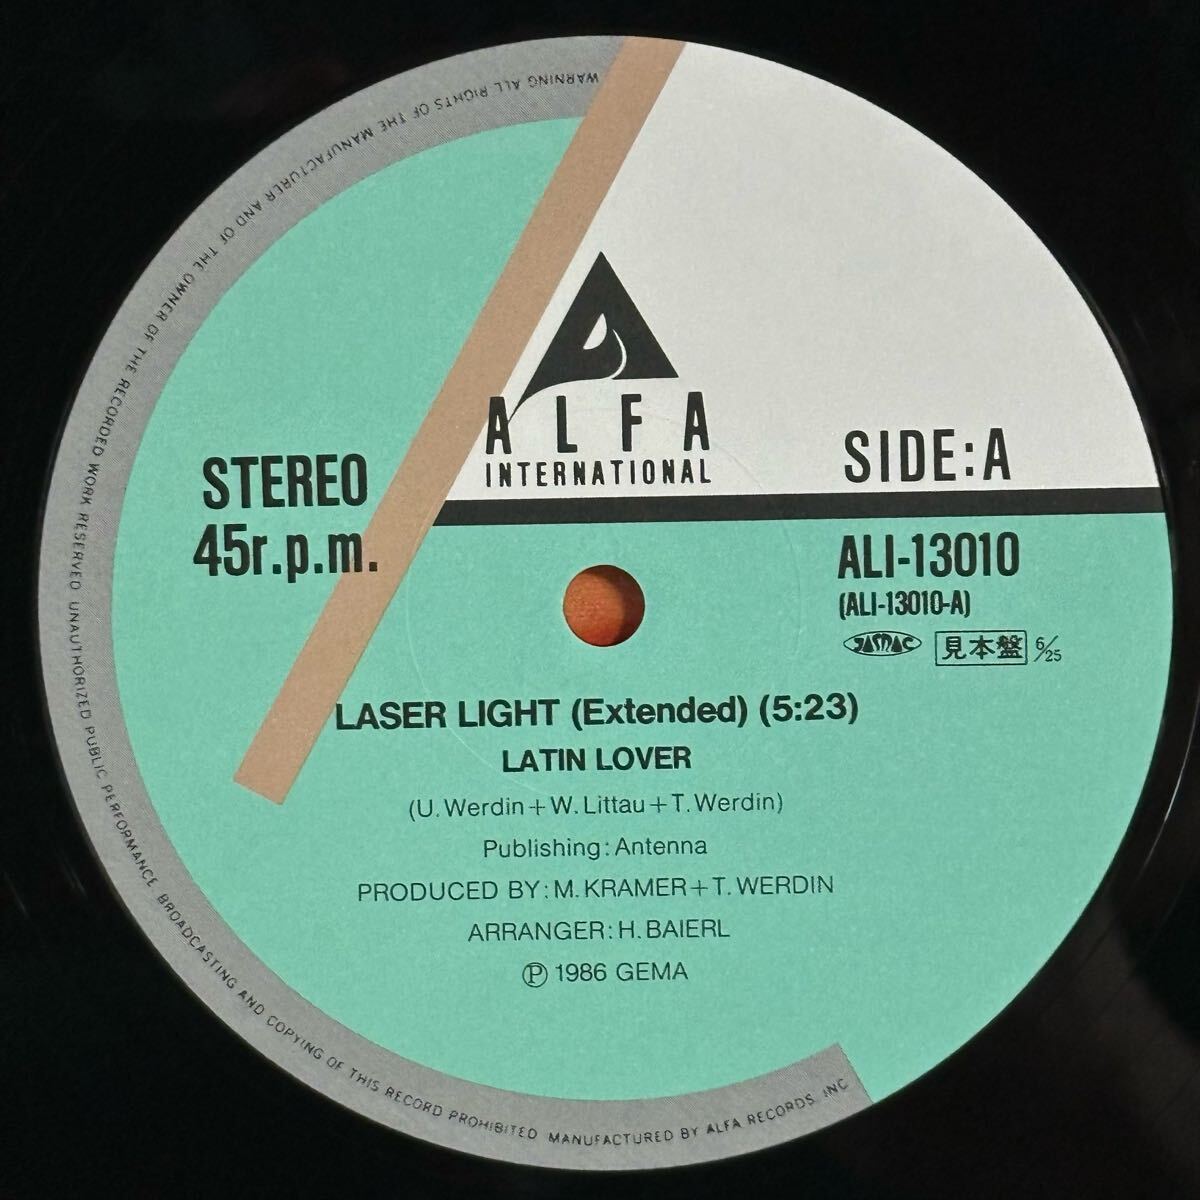 WARNING ALL RIGHTS OF THE MANUFACTURER AND OF THE OWNER OF THE RECORDED WORK RESERVED UNAUTHORIZED PUBLIC PERFORMANCE BROADCASTING AND COPYING OF THIS RECORD PROHIBITED MANUFACTURED BY ALFA RECORDS, INC
ALFA
INTERNATIONAL
STEREO
45r.p.m.
SIDE:A
ALI-13010
(ALI-13010-A)
JASRAC 見本盤 6/25
LASER LIGHT (Extended) (5:23)
LATIN LOVER
(U. Werdin+W. Littau+T. Werdin)
Publishing: Antenna
PRODUCED BY: M. KRAMER+T. WERDIN
ARRANGER: H. BAIERL
Ⓟ 1986 GEMA